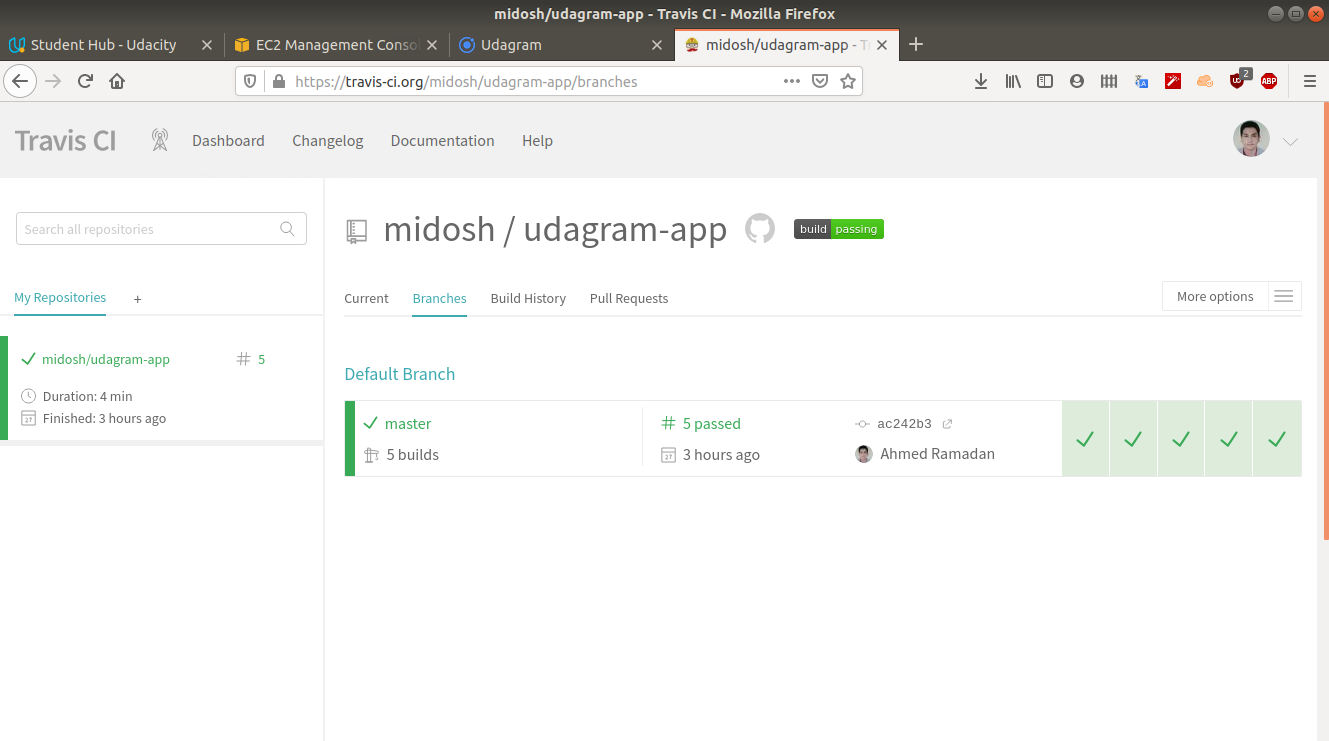 midosh/udagram-app - Travis CI - Mozilla Firefox
Student Hub - Udacity
EC2 Management Conso
Udagram
midosh/udagram-app - T
https://travis-ci.org/midosh/udagram-app/branches
2
ABP
Travis CI
Dashboard
Changelog
Documentation
Help
Search all repositories
midosh / udagram-app
build passing
My Repositories
+
Current
Branches
Build History
Pull Requests
More options
midosh/udagram-app
# 5
Duration: 4 min
27
Finished: 3 hours ago
Default Branch
master
# 5 passed
ac242b3
5 builds
27
3 hours ago
Ahmed Ramadan